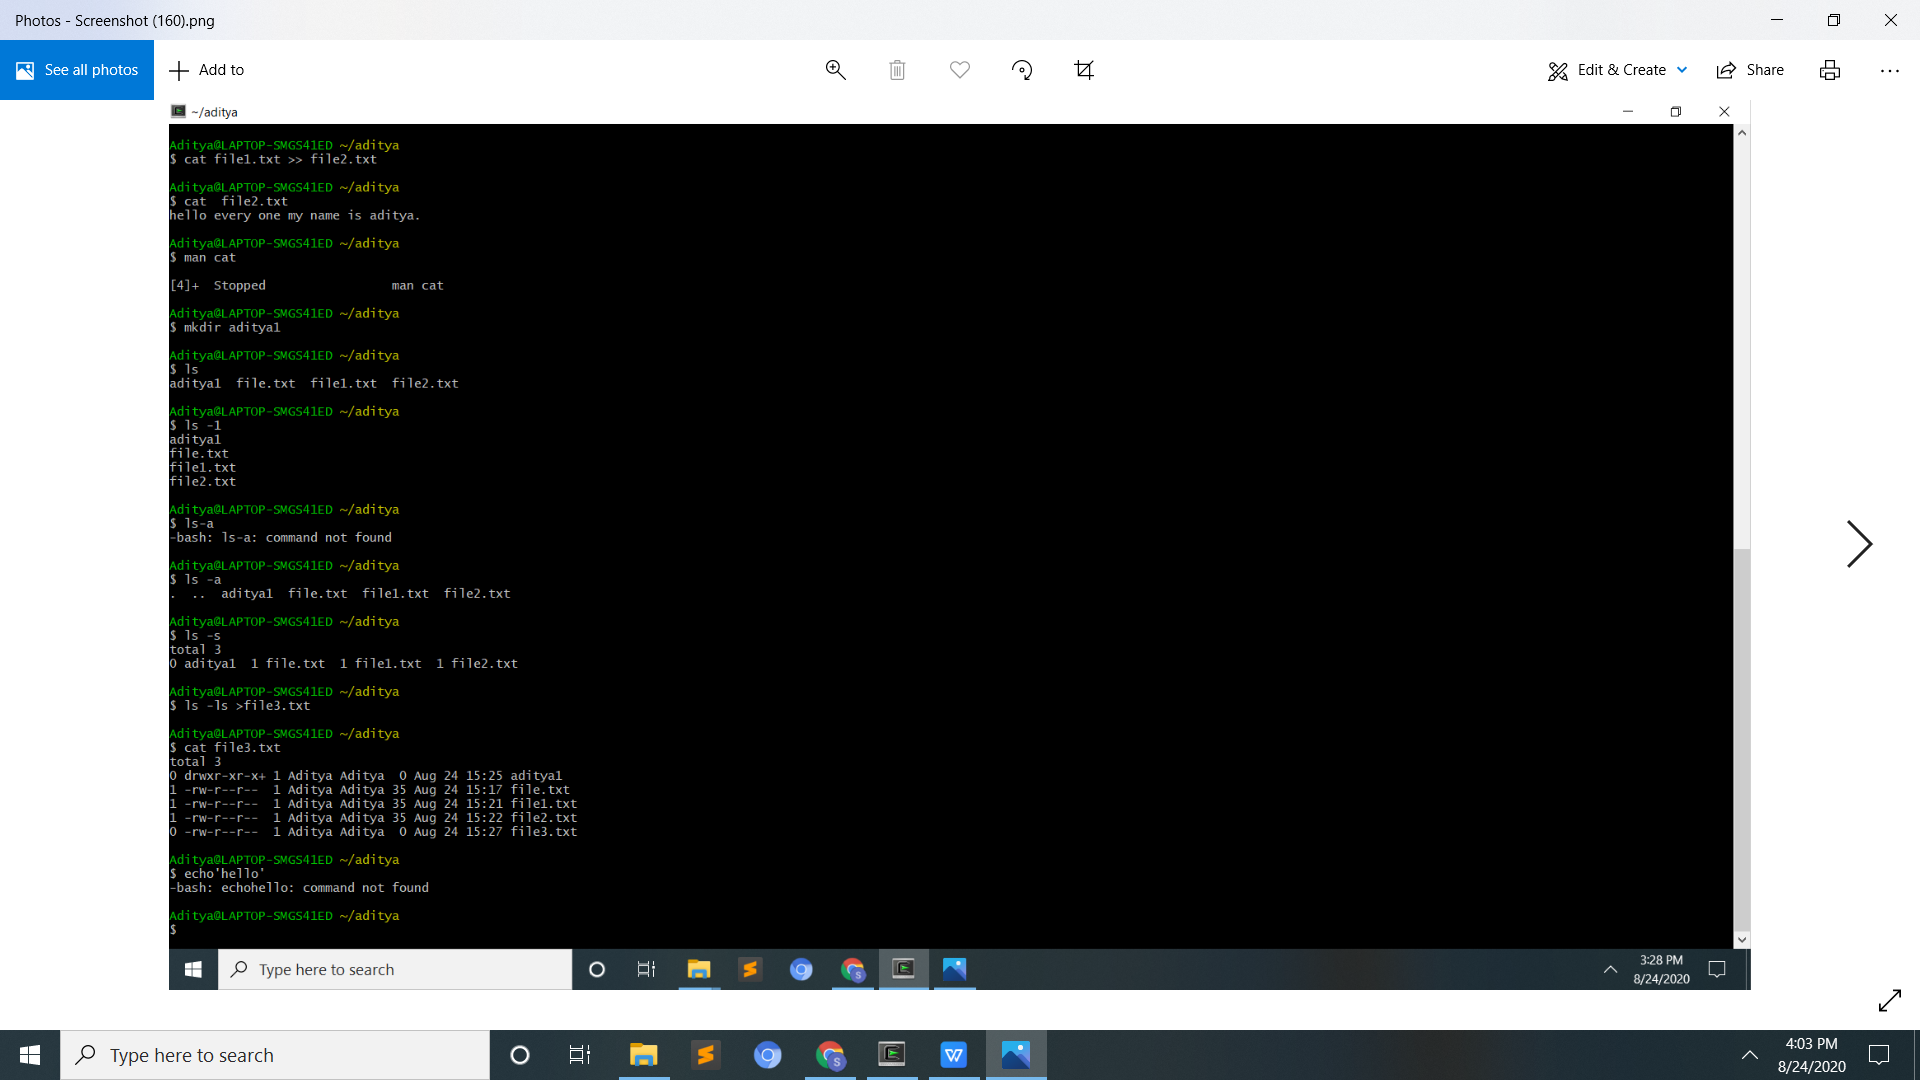 Photos - Screenshot (160).png
See all photos
Add to
Edit & Create
Share
~/aditya
Aditya@LAPTOP-SMGS41ED ~/aditya
$ cat file1.txt >> file2.txt
Aditya@LAPTOP-SMGS41ED ~/aditya
$ cat  file2.txt
hello every one my name is aditya.
Aditya@LAPTOP-SMGS41ED ~/aditya
$ man cat
[4]+  Stopped                 man cat
Aditya@LAPTOP-SMGS41ED ~/aditya
$ mkdir aditya1
Aditya@LAPTOP-SMGS41ED ~/aditya
$ ls
aditya1  file.txt  file1.txt  file2.txt
Aditya@LAPTOP-SMGS41ED ~/aditya
$ ls -1
aditya1
file.txt
file1.txt
file2.txt
Aditya@LAPTOP-SMGS41ED ~/aditya
$ ls-a
-bash: ls-a: command not found
Aditya@LAPTOP-SMGS41ED ~/aditya
$ ls -a
.  ..  aditya1  file.txt  file1.txt  file2.txt
Aditya@LAPTOP-SMGS41ED ~/aditya
$ ls -s
total 3
0 aditya1  1 file.txt  1 file1.txt  1 file2.txt
Aditya@LAPTOP-SMGS41ED ~/aditya
$ ls -ls >file3.txt
Aditya@LAPTOP-SMGS41ED ~/aditya
$ cat file3.txt
total 3
0 drwxr-xr-x+ 1 Aditya Aditya  0 Aug 24 15:25 aditya1
1 -rw-r--r--  1 Aditya Aditya 35 Aug 24 15:17 file.txt
1 -rw-r--r--  1 Aditya Aditya 35 Aug 24 15:21 file1.txt
1 -rw-r--r--  1 Aditya Aditya 35 Aug 24 15:22 file2.txt
0 -rw-r--r--  1 Aditya Aditya  0 Aug 24 15:27 file3.txt
Aditya@LAPTOP-SMGS41ED ~/aditya
$ echo'hello'
-bash: echohello: command not found
Aditya@LAPTOP-SMGS41ED ~/aditya
$
Type here to search
3:28 PM
8/24/2020
Type here to search
4:03 PM
8/24/2020